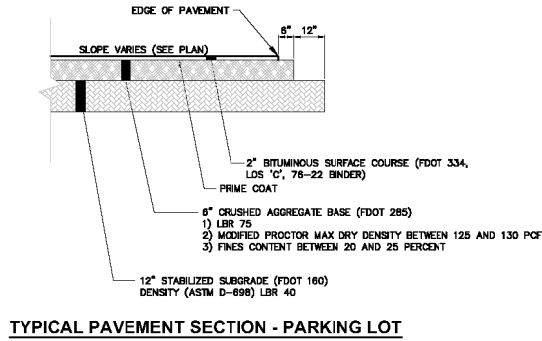 EDGE OF PAVEMENT
6" 12"
SLOPE VARIES (SEE PLAN)
2" BITUMINOUS SURFACE COURSE (FDOT 334,
LOS 'C', 76-22 BINDER)
PRIME COAT
6" CRUSHED AGGREGATE BASE (FDOT 285)
1) LBR 75
2) MODIFIED PROCTOR MAX DRY DENSITY BETWEEN 125 AND 130 PCF
3) FINES CONTENT BETWEEN 20 AND 25 PERCENT
12" STABILIZED SUBGRADE (FDOT 160)
DENSITY (ASTM D-698) LBR 40
TYPICAL PAVEMENT SECTION - PARKING LOT